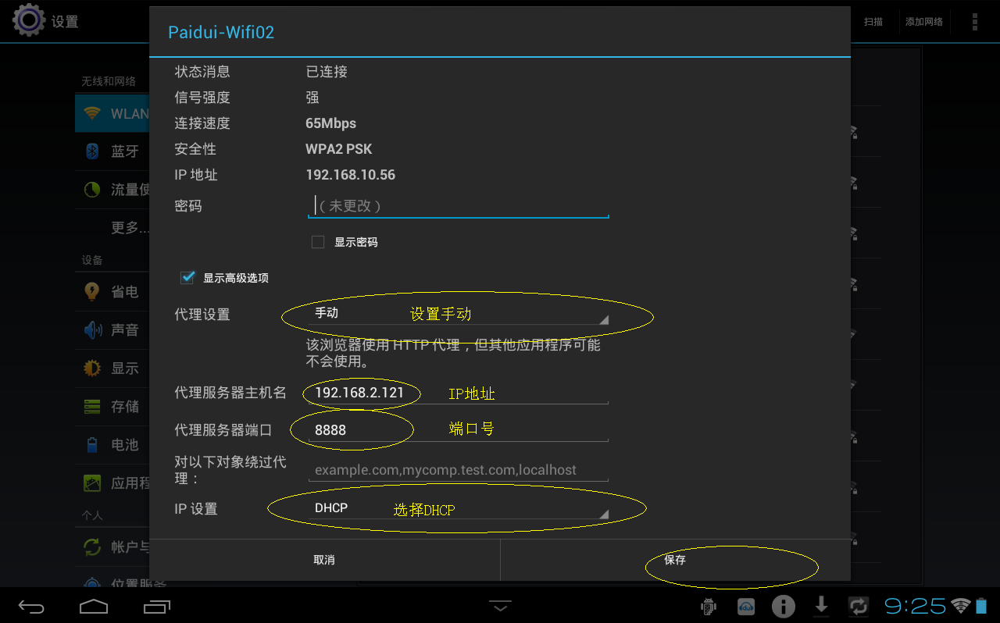 设置
扫描
添加网络
Paidui-Wifi02
状态消息 已连接
信号强度 强
连接速度 65Mbps
安全性 WPA2 PSK
IP 地址 192.168.10.56
密码 （未更改）
显示密码
显示高级选项
代理设置 手动 设置手动
该浏览器使用 HTTP 代理，但其他应用程序可能
不会使用。
代理服务器主机名 192.168.2.121 IP地址
代理服务器端口 8888 端口号
对以下对象绕过代
理： example.com,mycomp.test.com,localhost
IP 设置 DHCP 选择DHCP
取消 保存
无线和网络
WLAN
蓝牙
流量使
更多...
设备
省电
声音
显示
存储
电池
应用程
个人
帐户与
位置服务
9:25